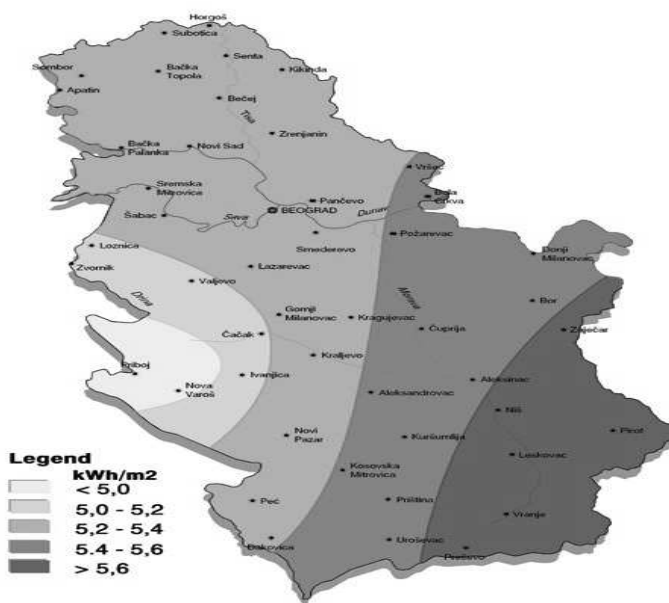 Horgoš
Subotica
Senta
Sombor
Bačka
Topola
Kikinda
Apatin
Bečej
Tisa
Zrenjanin
Bačka
Palanka
Novi Sad
Vršac
Sremska
Mitrovica
Pančevo
Bela
Crkva
Šabac
Sava
BEOGRAD
Dunav
Smederevo
Požarevac
Loznica
Donji
Milanovac
Zvornik
Lazarevac
Valjevo
Drina
Morava
Bor
Gornji
Milanovac
Kragujevac
Čuprija
Zaječar
Čačak
Kraljevo
Priboj
Ivanjica
Aleksinac
Nova
Varoš
Aleksandrovac
Niš
Pirot
Novi
Pazar
Kuršumlija
Leskovac
Kosovska
Mitrovica
Peć
Priština
Vranje
Đakovica
Uroševac
Preševo
Legend
kWh/m2
< 5,0
5,0 - 5,2
5,2 - 5,4
5.4 - 5,6
> 5,6